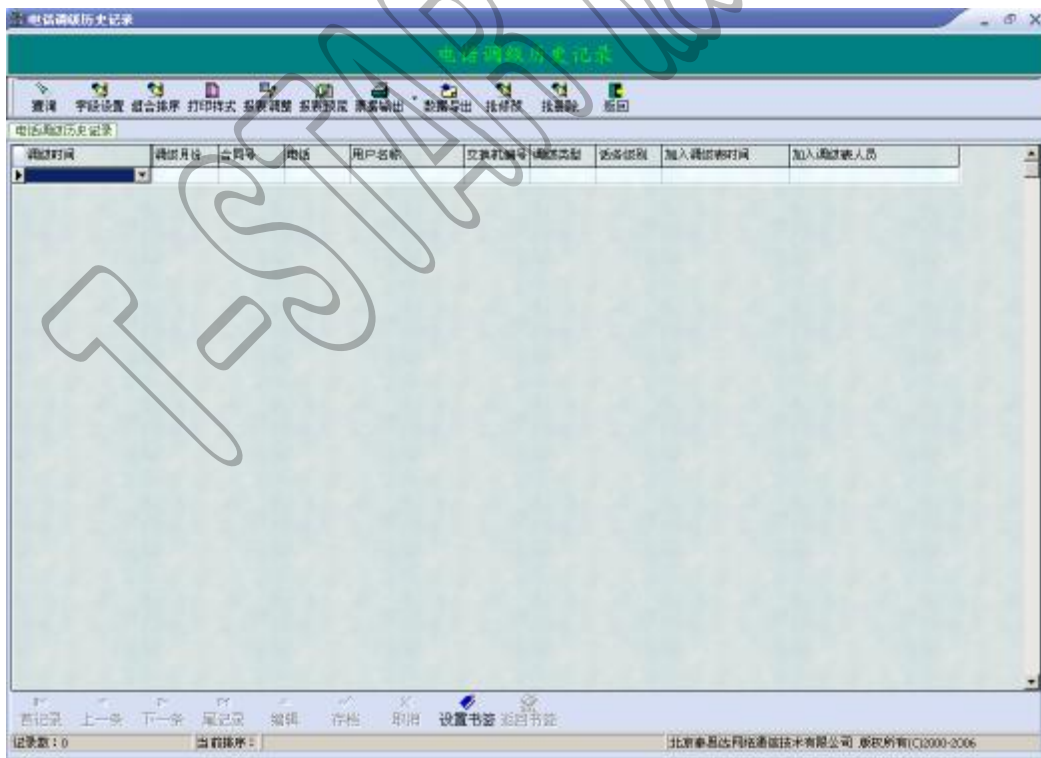 电话调级历史记录
电话调级历史记录
查询 字段设置 组合排序 打印样式 报表调整 报表预览 票据输出 数据导出 批修改 批删除 返回
电话调级历史记录
调级时间 调级月份 合同号 电话 用户名称 交换机编号 调级类型 话务级别 加入调级表时间 加入调级表人员
首记录 上一条 下一条 尾记录 编辑 存档 取消 设置书签 返回书签
记录数：0 当前排序： 北京泰易达网络通信技术有限公司 版权所有(C)2000-2006
T-STAR